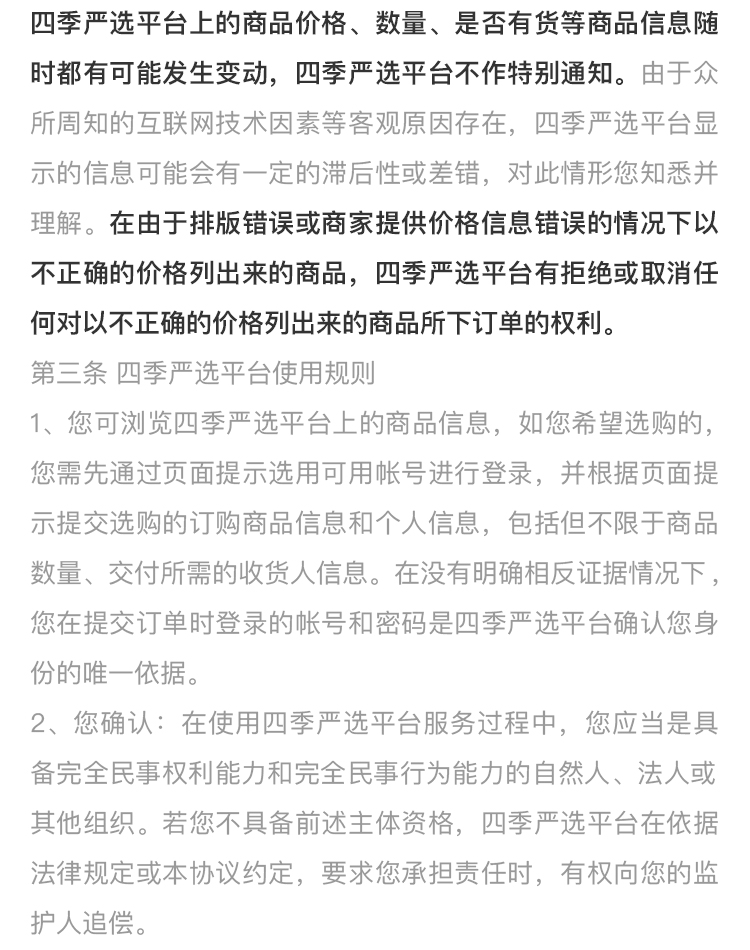 四季严选平台上的商品价格、数量、是否有货等商品信息随
时都有可能发生变动，四季严选平台不作特别通知。由于众
所周知的互联网技术因素等客观原因存在，四季严选平台显
示的信息可能会有一定的滞后性或差错，对此情形您知悉并
理解。在由于排版错误或商家提供价格信息错误的情况下以
不正确的价格列出来的商品，四季严选平台有拒绝或取消任
何对以不正确的价格列出来的商品所下订单的权利。
第三条 四季严选平台使用规则
1、您可浏览四季严选平台上的商品信息，如您希望选购的，
您需先通过页面提示选用可用帐号进行登录，并根据页面提
示提交选购的订购商品信息和个人信息，包括但不限于商品
数量、交付所需的收货人信息。在没有明确相反证据情况下，
您在提交订单时登录的帐号和密码是四季严选平台确认您身
份的唯一依据。
2、您确认：在使用四季严选平台服务过程中，您应当是具
备完全民事权利能力和完全民事行为能力的自然人、法人或
其他组织。若您不具备前述主体资格，四季严选平台在依据
法律规定或本协议约定，要求您承担责任时，有权向您的监
护人追偿。